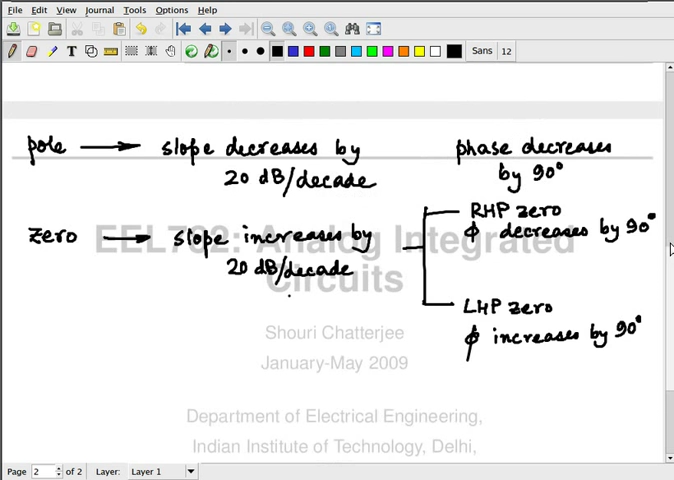 File Edit View Journal Tools Options Help
Sans 12
pole → slope decreases by phase decreases
20 dB/decade by 90°
RHP zero
zero → slope increases by ϕ decreases by 90°
20 dB/decade
LHP zero
ϕ increases by 90°
EEL782: Analog Integrated
Circuits
Shouri Chatterjee
January-May 2009
Department of Electrical Engineering,
Indian Institute of Technology, Delhi,
Page 2 of 2 Layer: Layer 1